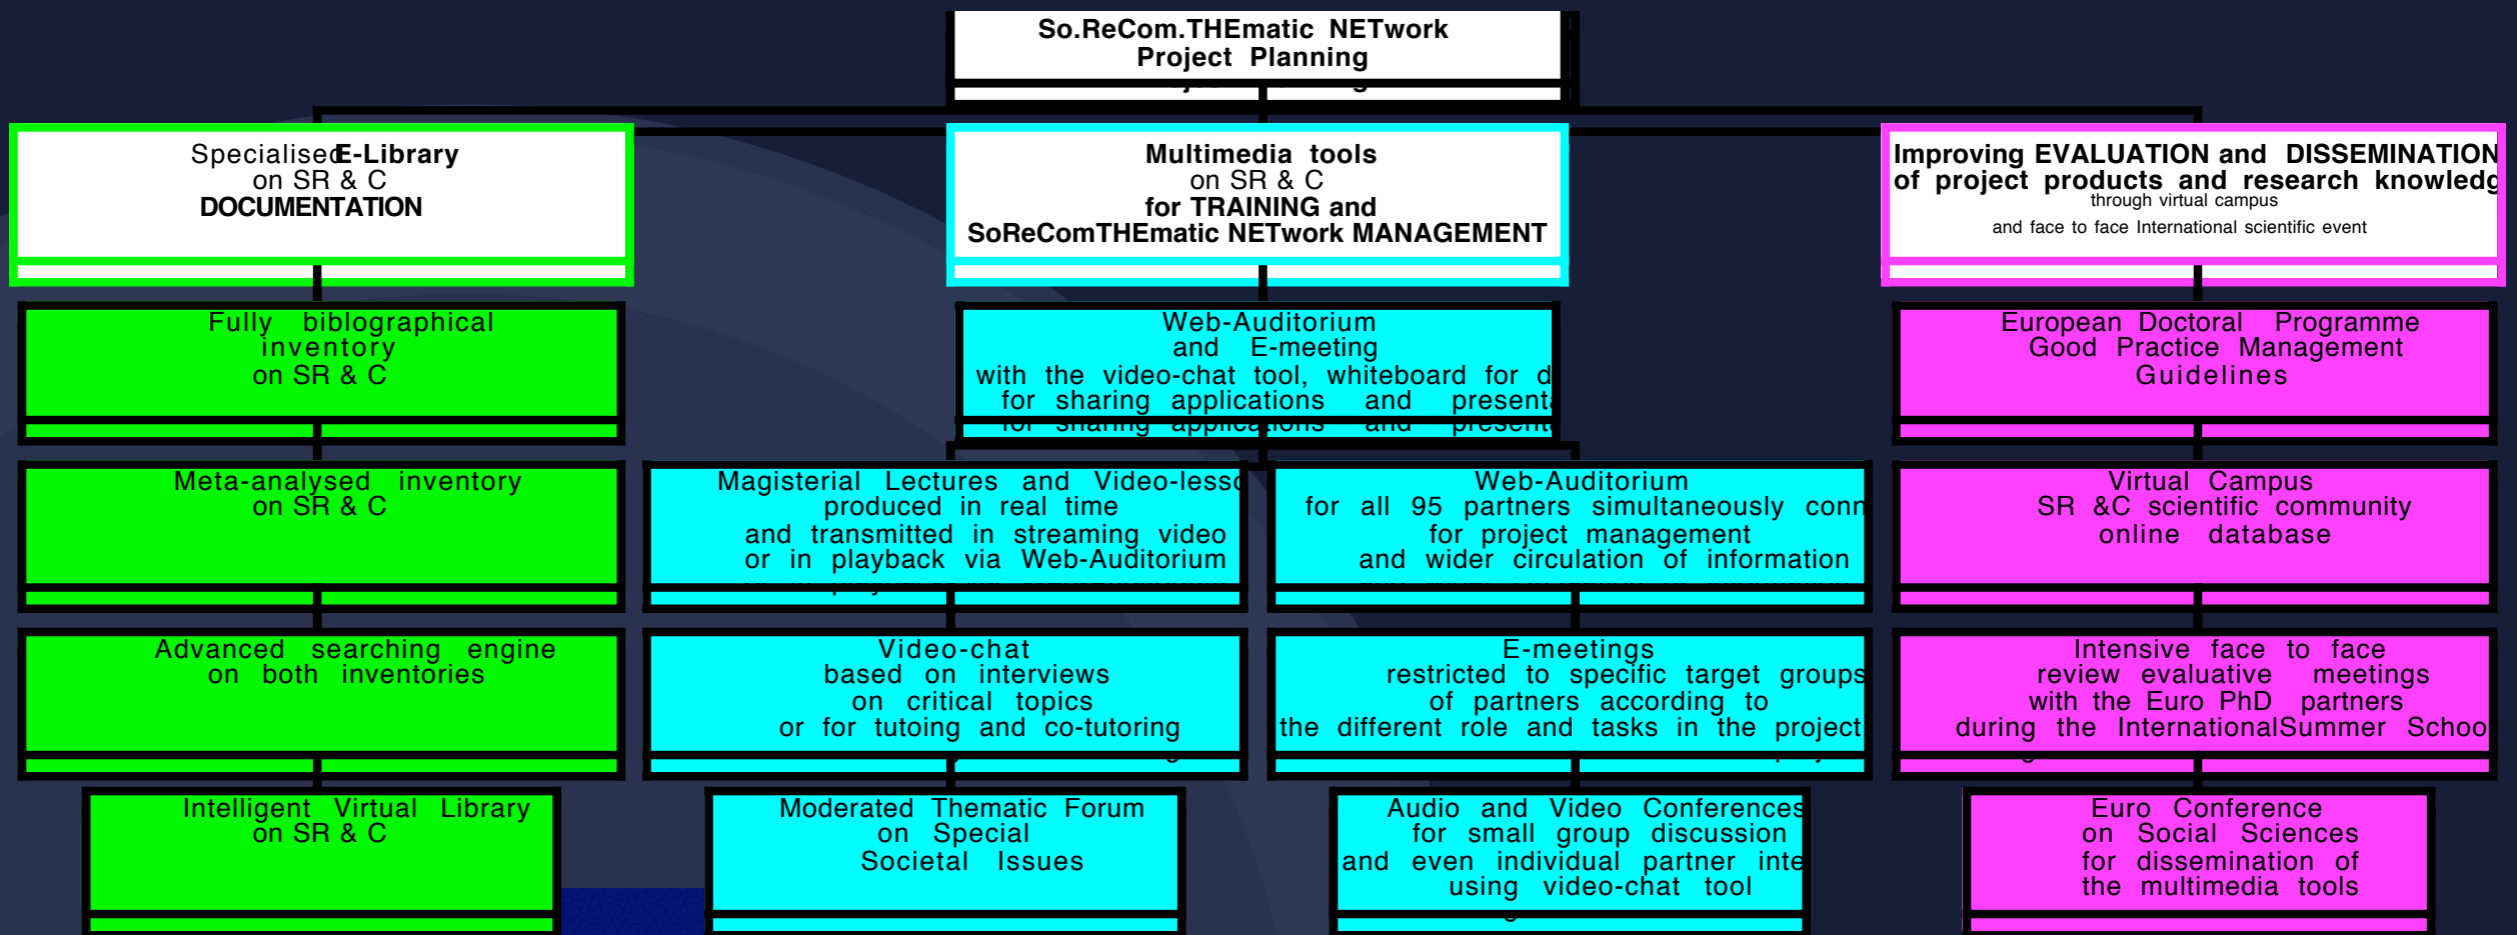 So.ReCom.THEmatic NETwork
Project Planning
SpecialisedE-Library
on SR & C
DOCUMENTATION
Multimedia tools
on SR & C
for TRAINING and
SoReComTHEmatic NETwork MANAGEMENT
Improving EVALUATION and DISSEMINATION
of project products and research knowledg
through virtual campus
and face to face International scientific event
Fully biblographical
inventory
on SR & C
Web-Auditorium
and E-meeting
with the video-chat tool, whiteboard for d
for sharing applications and present
European Doctoral Programme
Good Practice Management
Guidelines
Meta-analysed inventory
on SR & C
Magisterial Lectures and Video-lesso
produced in real time
and transmitted in streaming video
or in playback via Web-Auditorium
Web-Auditorium
for all 95 partners simultaneously conn
for project management
and wider circulation of information
Virtual Campus
SR &C scientific community
online database
Advanced searching engine
on both inventories
Video-chat
based on interviews
on critical topics
or for tutoing and co-tutoring
E-meetings
restricted to specific target groups
of partners according to
the different role and tasks in the project
Intensive face to face
review evaluative meetings
with the Euro PhD partners
during the InternationalSummer Schoo
Intelligent Virtual Library
on SR & C
Moderated Thematic Forum
on Special
Societal Issues
Audio and Video Conferences
for small group discussion
and even individual partner inte
using video-chat tool
Euro Conference
on Social Sciences
for dissemination of
the multimedia tools